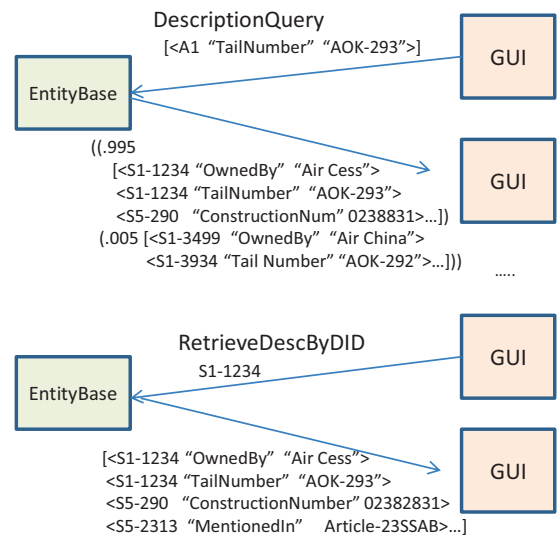 DescriptionQuery
[<A1 “TailNumber” “AOK-293”>]
GUI
EntityBase
GUI
((.995
[<S1-1234 “OwnedBy” “Air Cess”>
<S1-1234 “TailNumber” “AOK-293”>
<S5-290 “ConstructionNum” 0238831>...])
(.005 [<S1-3499 “OwnedBy” “Air China”>
<S1-3934 “Tail Number” “AOK-292”>...]))
.....
RetrieveDescByDID
S1-1234
GUI
EntityBase
GUI
[<S1-1234 “OwnedBy” “Air Cess”>
<S1-1234 “TailNumber” “AOK-293”>
<S5-290 “ConstructionNumber” 02382831>
<S5-2313 “MentionedIn” Article-23SSAB>...]